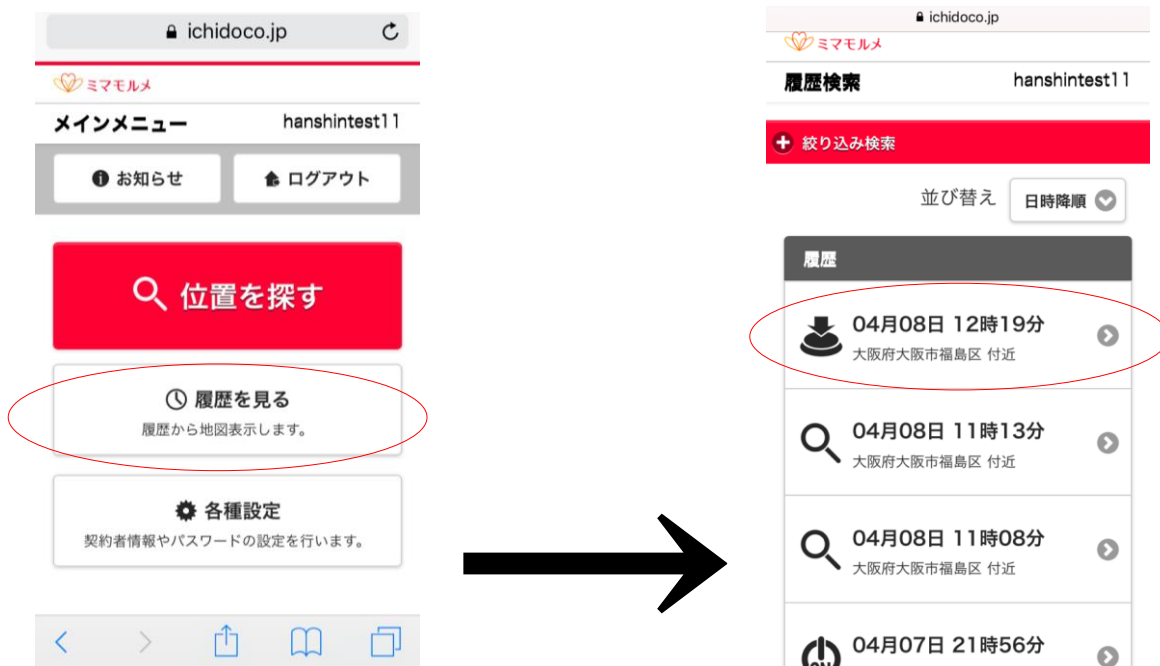 ichidoco.jp
ミマモルメ
メインメニュー hanshintest11
お知らせ ログアウト
位置を探す
履歴を見る
履歴から地図表示します。
各種設定
契約者情報やパスワードの設定を行います。
ichidoco.jp
ミマモルメ
履歴検索 hanshintest11
絞り込み検索
並び替え 日時降順
履歴
04月08日 12時19分
大阪府大阪市福島区 付近
04月08日 11時13分
大阪府大阪市福島区 付近
04月08日 11時08分
大阪府大阪市福島区 付近
04月07日 21時56分